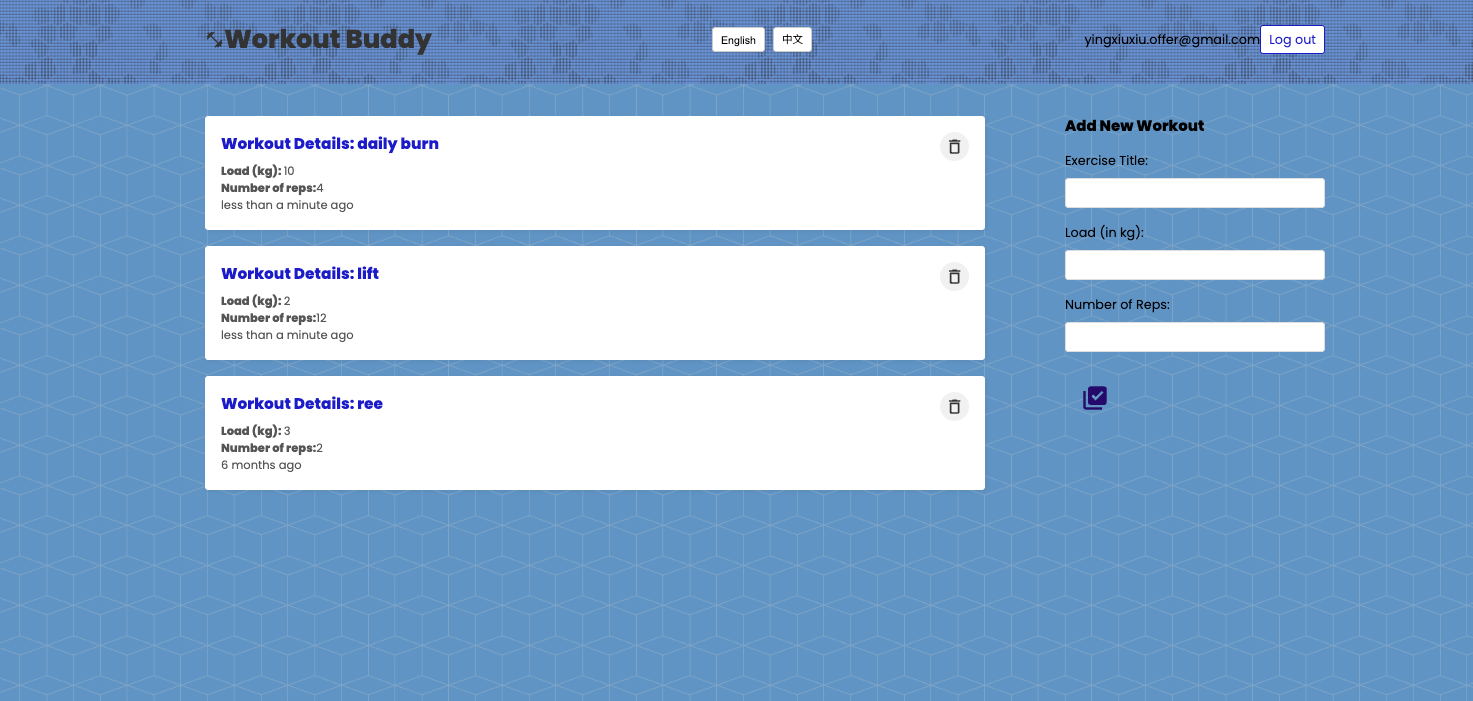 Workout Buddy
English
中文
yingxiuxiu.offer@gmail.com
Log out
Workout Details: daily burn
Load (kg): 10
Number of reps:4
less than a minute ago
Workout Details: lift
Load (kg): 2
Number of reps:12
less than a minute ago
Workout Details: ree
Load (kg): 3
Number of reps:2
6 months ago
Add New Workout
Exercise Title:
Load (in kg):
Number of Reps: